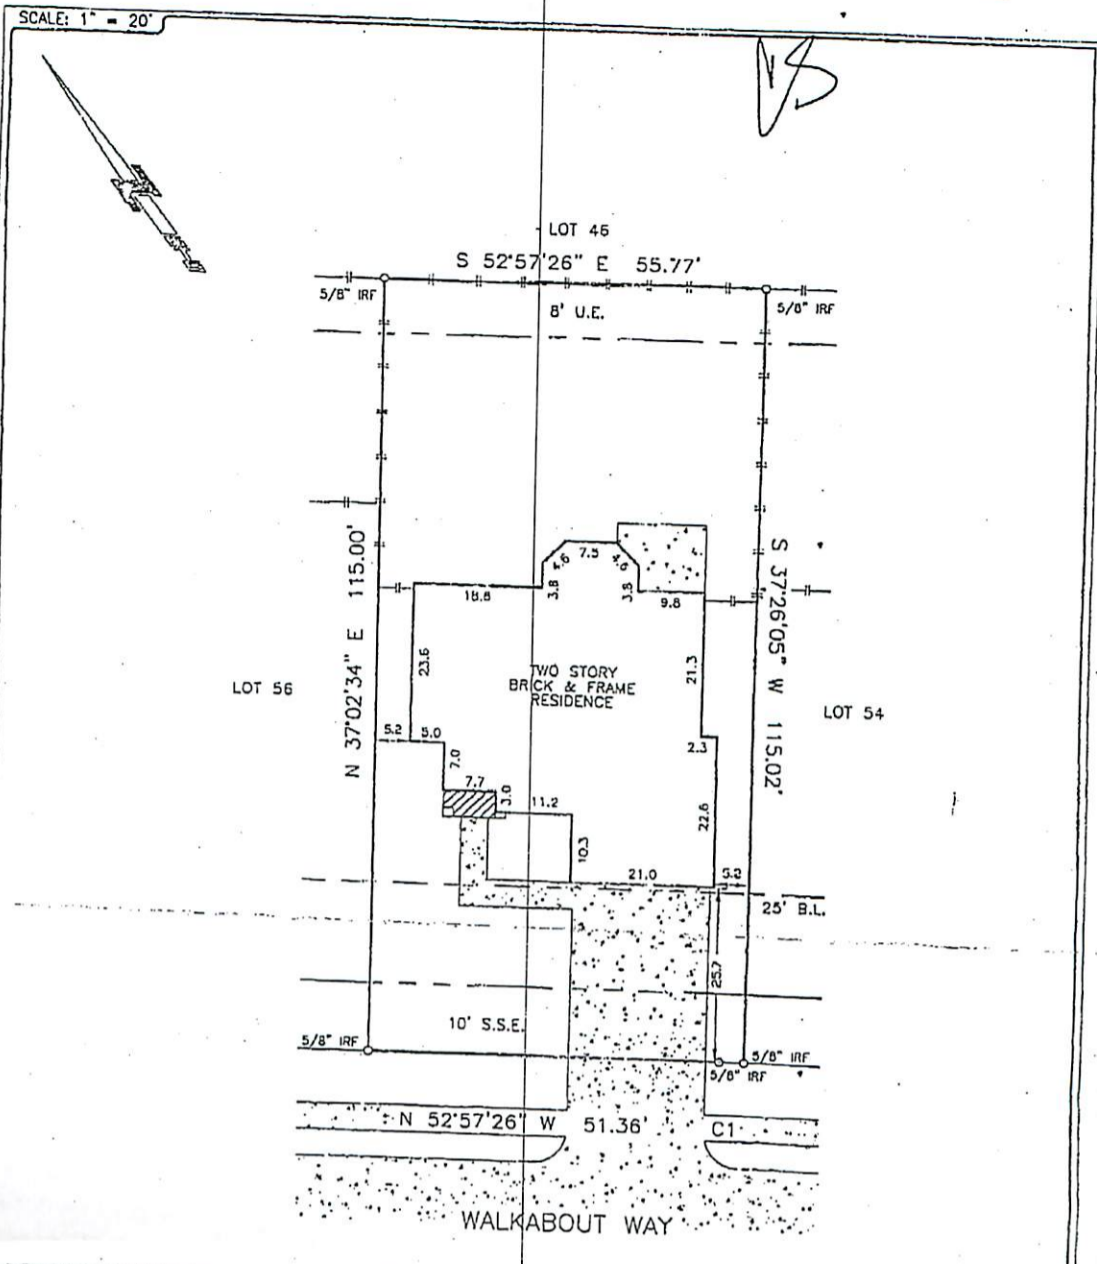 SCALE: 1" = 20'
VS
LOT 46
S 52°57'26" E 55.77'
5/8" IRF
5/8" IRF
8' U.E.
N 37°02'34" E 115.00'
S 37°26'05" W 115.02'
7.5
4.6
4.6
3.8
3.8
18.8
9.8
23.6
21.3
TWO STORY
BRICK & FRAME
RESIDENCE
LOT 56
LOT 54
5.2
5.0
7.0
2.3
7.7
3.0
11.2
22.6
10.3
21.0
5.2
25' B.L.
25.7
10' S.S.E.
5/8" IRF
5/8" IRF
5/8" IRF
N 52°57'26" W 51.36'
C1
WALKABOUT WAY